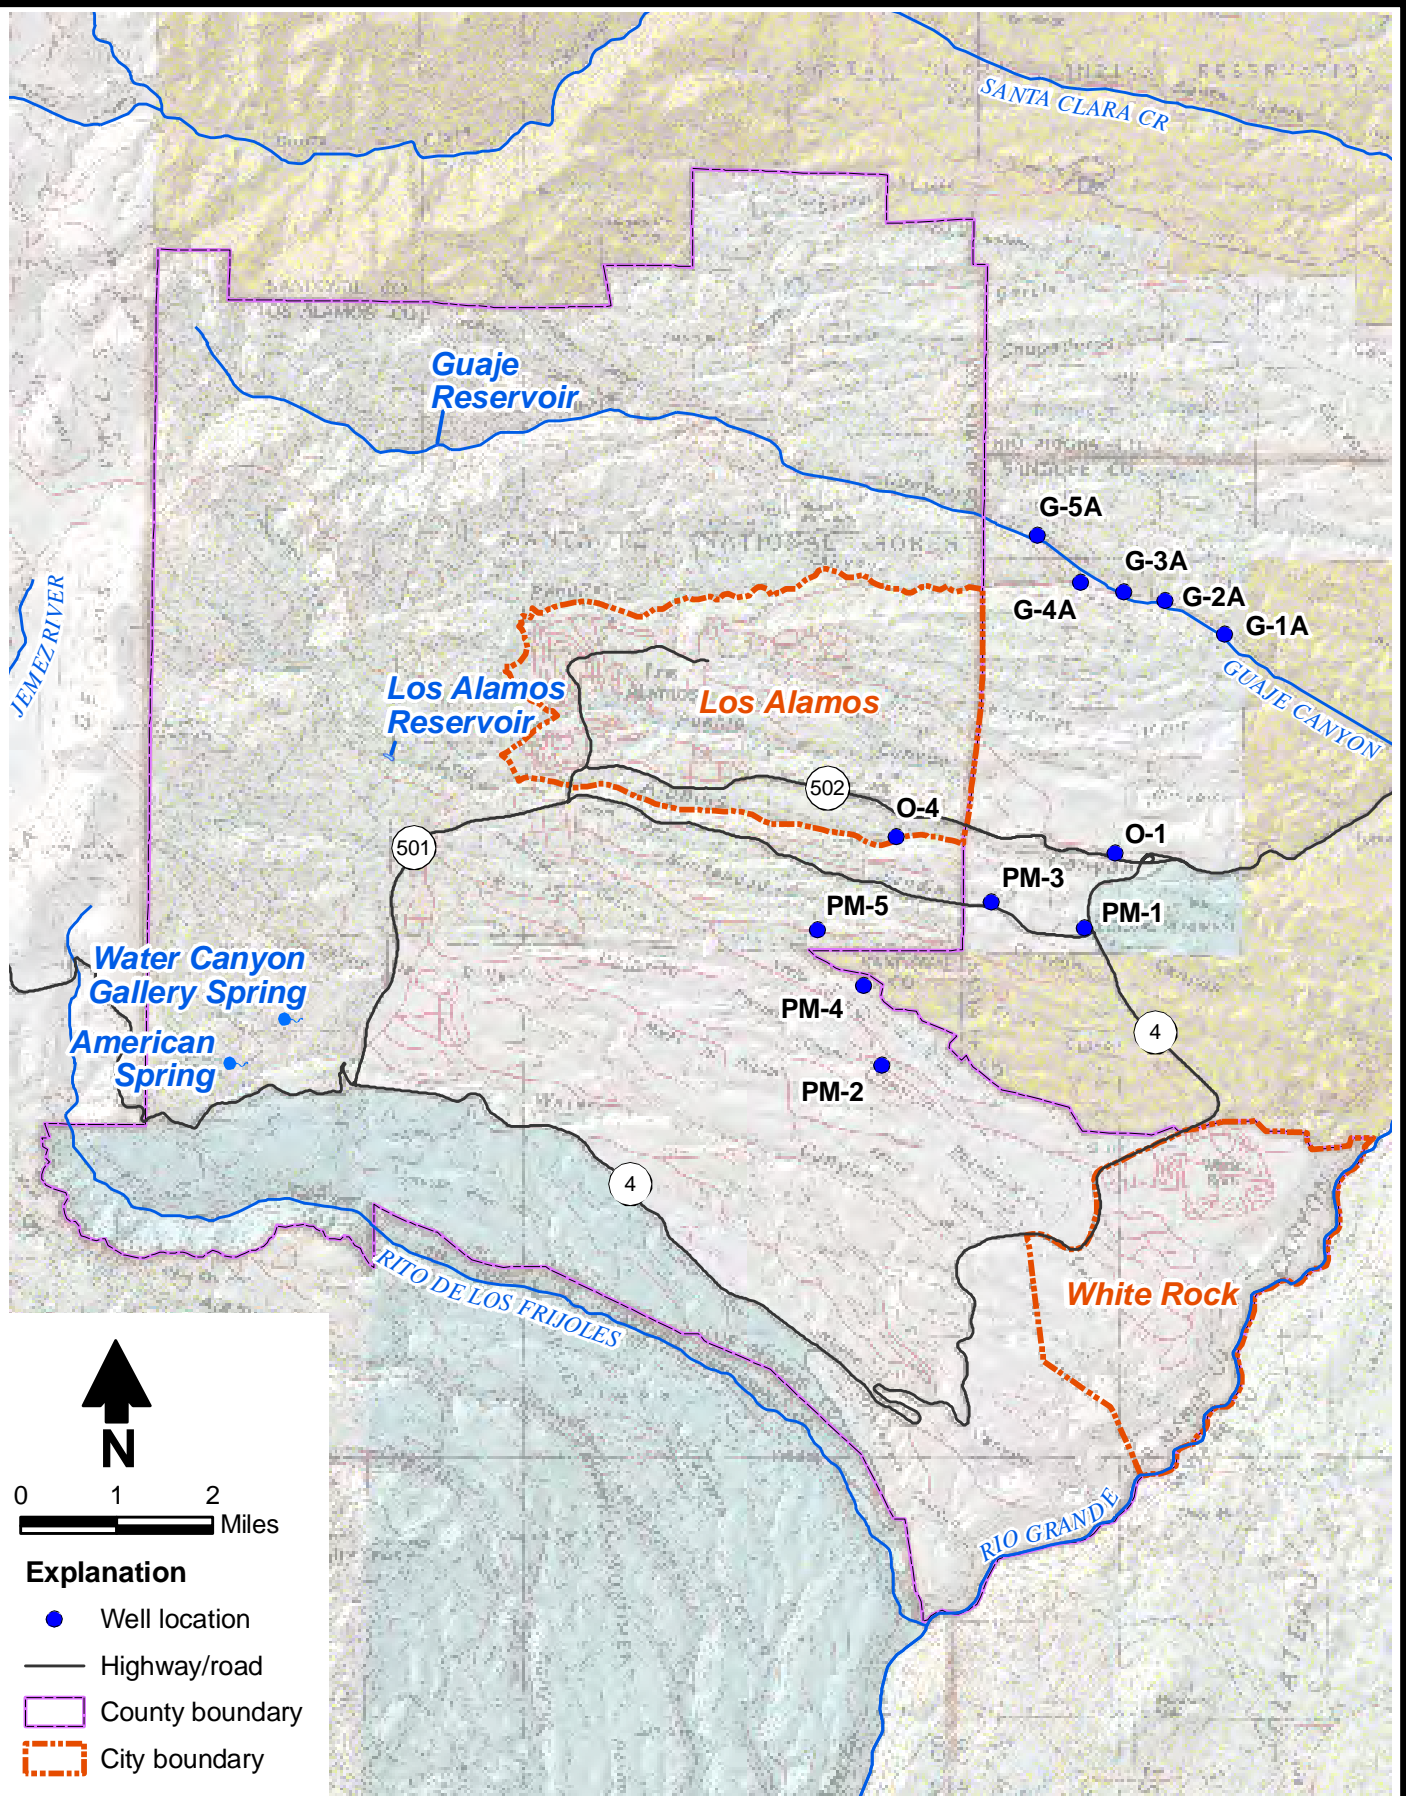 SANTA CLARA CR
Guaje
Reservoir
G-5A
G-3A
G-4A
G-2A
G-1A
GUAJE CANYON
JEMEZ RIVER
Los Alamos
Reservoir
Los Alamos
502
O-4
O-1
501
PM-3
PM-5
PM-1
Water Canyon
Gallery Spring
PM-4
American
Spring
4
PM-2
4
RITO DE LOS FRIJOLES
White Rock
RIO GRANDE
N
0 1 2
Miles
Explanation
Well location
Highway/road
County boundary
City boundary